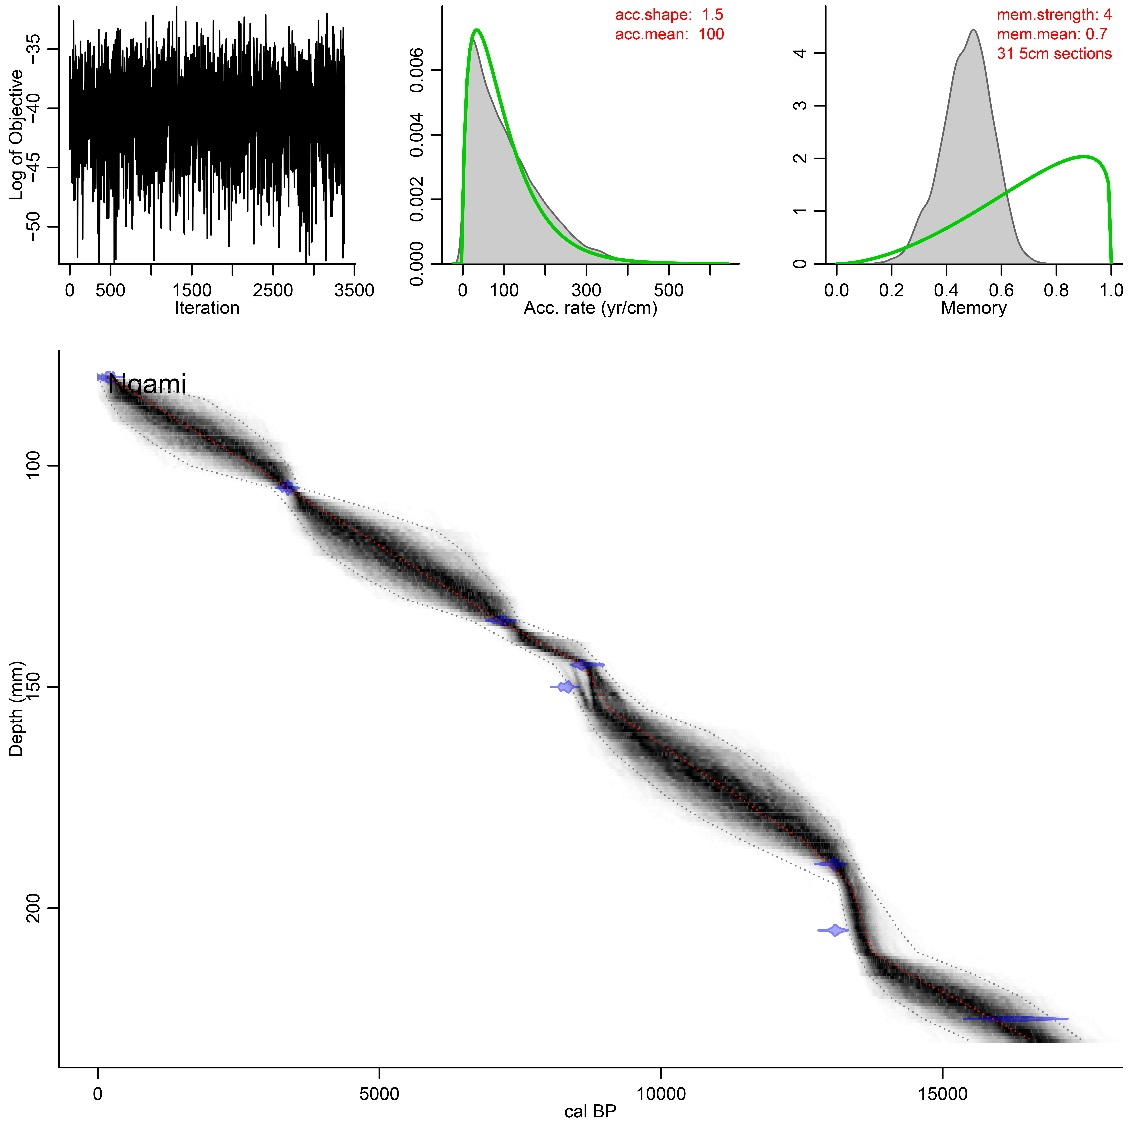 acc.shape: 1.5
acc.mean: 100
mem.strength: 4
mem.mean: 0.7
31 5cm sections
Log of Objective
-35
-40
-45
-50
0 500 1500 2500 3500
Iteration
0.000 0.002 0.004 0.006
0 100 300 500
Acc. rate (yr/cm)
0 1 2 3 4
0.0 0.2 0.4 0.6 0.8 1.0
Memory
Ngami
Depth (mm)
100
150
200
0 5000 10000 15000
cal BP